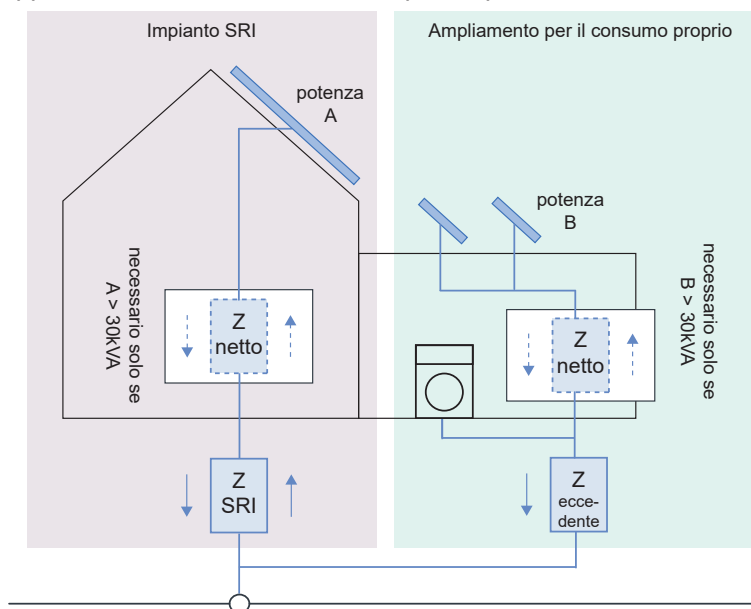 Impianto SRI
potenza
A
necessario solo se
A > 30kVA
Z
netto
Z
SRI
Ampliamento per il consumo proprio
potenza
B
Z
netto
necessario solo se
B > 30kVA
Z
ecce-
dente